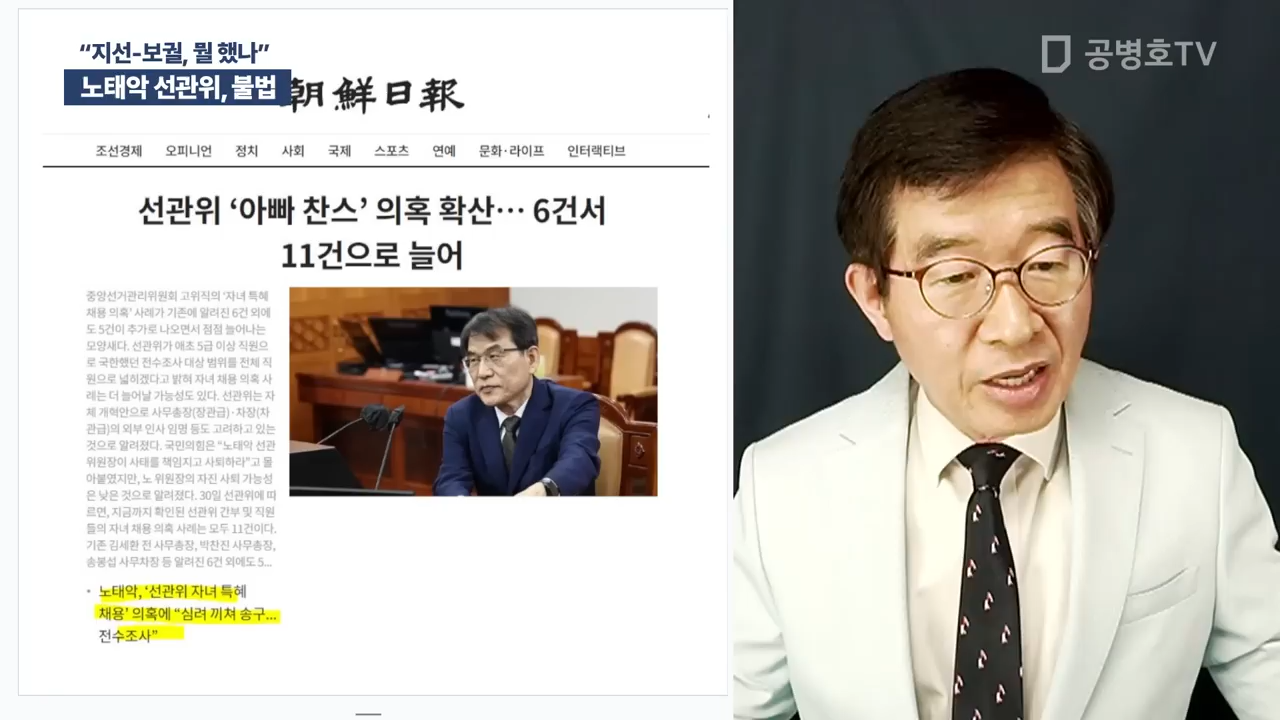 “지선-보궐, 뭘 했나”
노태악 선관위, 불법
朝鮮日報
공병호TV
조선경제 오피니언 정치 사회 국제 스포츠 연예 문화·라이프 인터랙티브
선관위 ‘아빠 찬스’ 의혹 확산… 6건서
11건으로 늘어
중앙선거관리위원회 고위직의 ‘자녀 특혜
채용 의혹’ 사례가 기존에 알려진 6건 외에
도 5건이 추가로 나오면서 점점 늘어나는
모양새다. 선관위가 애초 5급 이상 직원으
로 국한했던 전수조사 대상 범위를 전체 직
원으로 넓히겠다고 밝혀 자녀 채용 의혹 사
례는 더 늘어날 가능성도 있다. 선관위는 자
체 개혁안으로 사무총장(장관급)·차장(차
관급)의 외부 인사 임명 등도 고려하고 있는
것으로 알려졌다. 국민의힘은 “노태악 선관
위원장이 사태를 책임지고 사퇴하라”고 몰
아붙였지만, 노 위원장의 자진 사퇴 가능성
은 낮은 것으로 알려졌다. 30일 선관위에 따
르면, 지금까지 확인된 선관위 간부 및 직원
들의 자녀 채용 의혹 사례는 모두 11건이다.
기존 김세환 전 사무총장, 박찬진 사무총장,
송봉섭 사무차장 등 알려진 6건 외에도 5...
• 노태악, ‘선관위 자녀 특혜
채용’ 의혹에 “심려 끼쳐 송구...
전수조사”